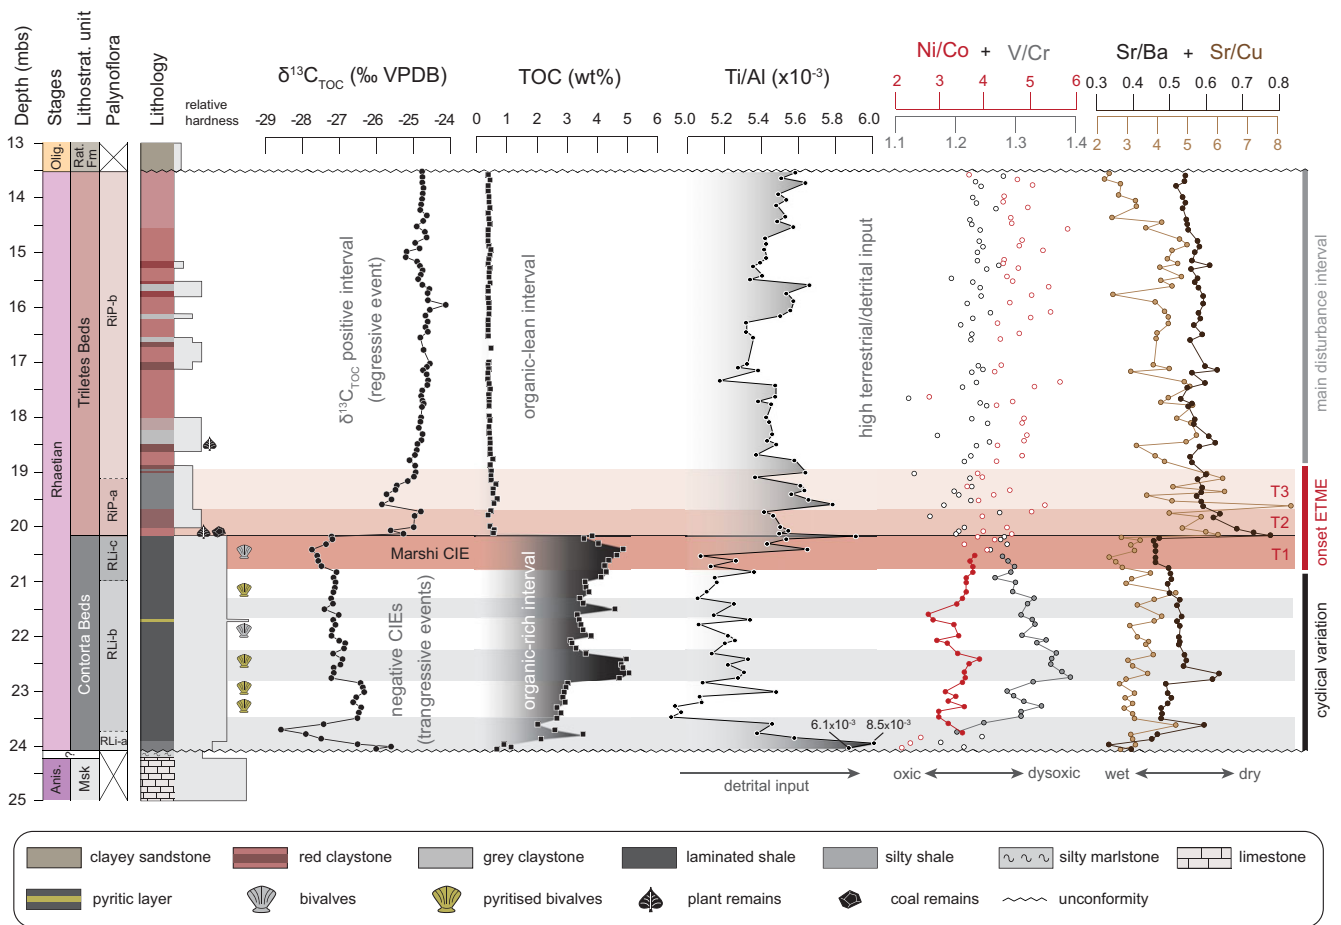 Depth (mbs)
Stages
Lithostrat. unit
Palynoflora
Lithology
relative
hardness
δ13CTOC (‰ VPDB)
-29 -28 -27 -26 -25 -24
TOC (wt%)
0 1 2 3 4 5 6
Ti/Al (x10-3)
5.0 5.2 5.4 5.6 5.8 6.0
Ni/Co + V/Cr
2 3 4 5 6
1.1 1.2 1.3 1.4
Sr/Ba + Sr/Cu
0.3 0.4 0.5 0.6 0.7 0.8
2 3 4 5 6 7 8
13
14
15
16
17
18
19
20
21
22
23
24
25
Olig.
Rhaetian
?
Anis.
Rat.
Fm
Triletes Beds
Contorta Beds
Msk
RiP-b
RiP-a
RLi-c
RLi-b
RLi-a
δ13CTOC positive interval
(regressive event)
organic-lean interval
high terrestrial/detrital input
main disturbance interval
T3
T2
T1
onset ETME
Marshi CIE
negative CIEs
(trangressive events)
organic-rich interval
cyclical variation
6.1x10-3 8.5x10-3
detrital input
oxic dysoxic
wet dry
clayey sandstone
red claystone
grey claystone
laminated shale
silty shale
silty marlstone
limestone
pyritic layer
bivalves
pyritised bivalves
plant remains
coal remains
unconformity